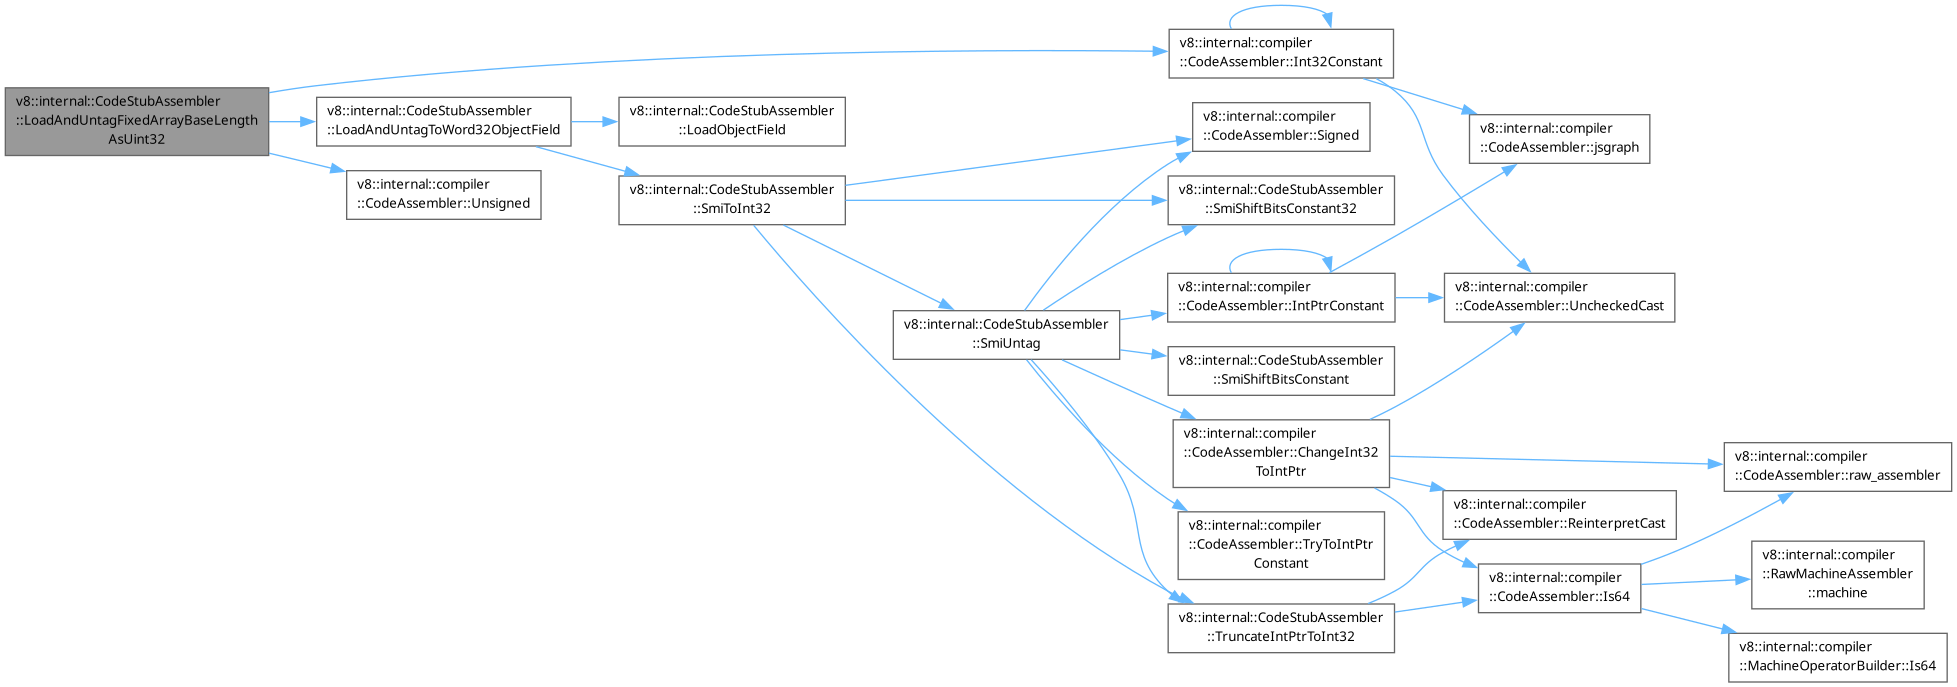 v8::internal::CodeStubAssembler
::LoadAndUntagFixedArrayBaseLength
AsUint32
v8::internal::CodeStubAssembler
::LoadAndUntagToWord32ObjectField
v8::internal::compiler
::CodeAssembler::Unsigned
v8::internal::CodeStubAssembler
::LoadObjectField
v8::internal::CodeStubAssembler
::SmiToInt32
v8::internal::CodeStubAssembler
::SmiUntag
v8::internal::compiler
::CodeAssembler::Int32Constant
v8::internal::compiler
::CodeAssembler::Signed
v8::internal::CodeStubAssembler
::SmiShiftBitsConstant32
v8::internal::compiler
::CodeAssembler::IntPtrConstant
v8::internal::CodeStubAssembler
::SmiShiftBitsConstant
v8::internal::compiler
::CodeAssembler::ChangeInt32
ToIntPtr
v8::internal::compiler
::CodeAssembler::TryToIntPtr
Constant
v8::internal::CodeStubAssembler
::TruncateIntPtrToInt32
v8::internal::compiler
::CodeAssembler::jsgraph
v8::internal::compiler
::CodeAssembler::UncheckedCast
v8::internal::compiler
::CodeAssembler::ReinterpretCast
v8::internal::compiler
::CodeAssembler::Is64
v8::internal::compiler
::CodeAssembler::raw_assembler
v8::internal::compiler
::RawMachineAssembler
::machine
v8::internal::compiler
::MachineOperatorBuilder::Is64